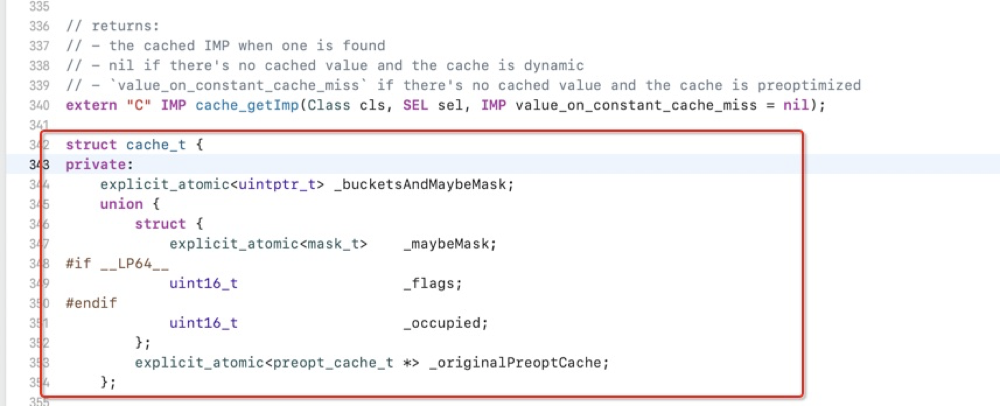 335
336 // returns:
337 // – the cached IMP when one is found
338 // – nil if there's no cached value and the cache is dynamic
339 // – `value_on_constant_cache_miss` if there's no cached value and the cache is preoptimized
340 extern "C" IMP cache_getImp(Class cls, SEL sel, IMP value_on_constant_cache_miss = nil);
341
342 struct cache_t {
343 private:
344     explicit_atomic<uintptr_t> _bucketsAndMaybeMask;
345     union {
346         struct {
347             explicit_atomic<mask_t>    _maybeMask;
348 #if __LP64__
349             uint16_t                   _flags;
350 #endif
351             uint16_t                   _occupied;
352         };
353         explicit_atomic<preopt_cache_t *> _originalPreoptCache;
354     };
355